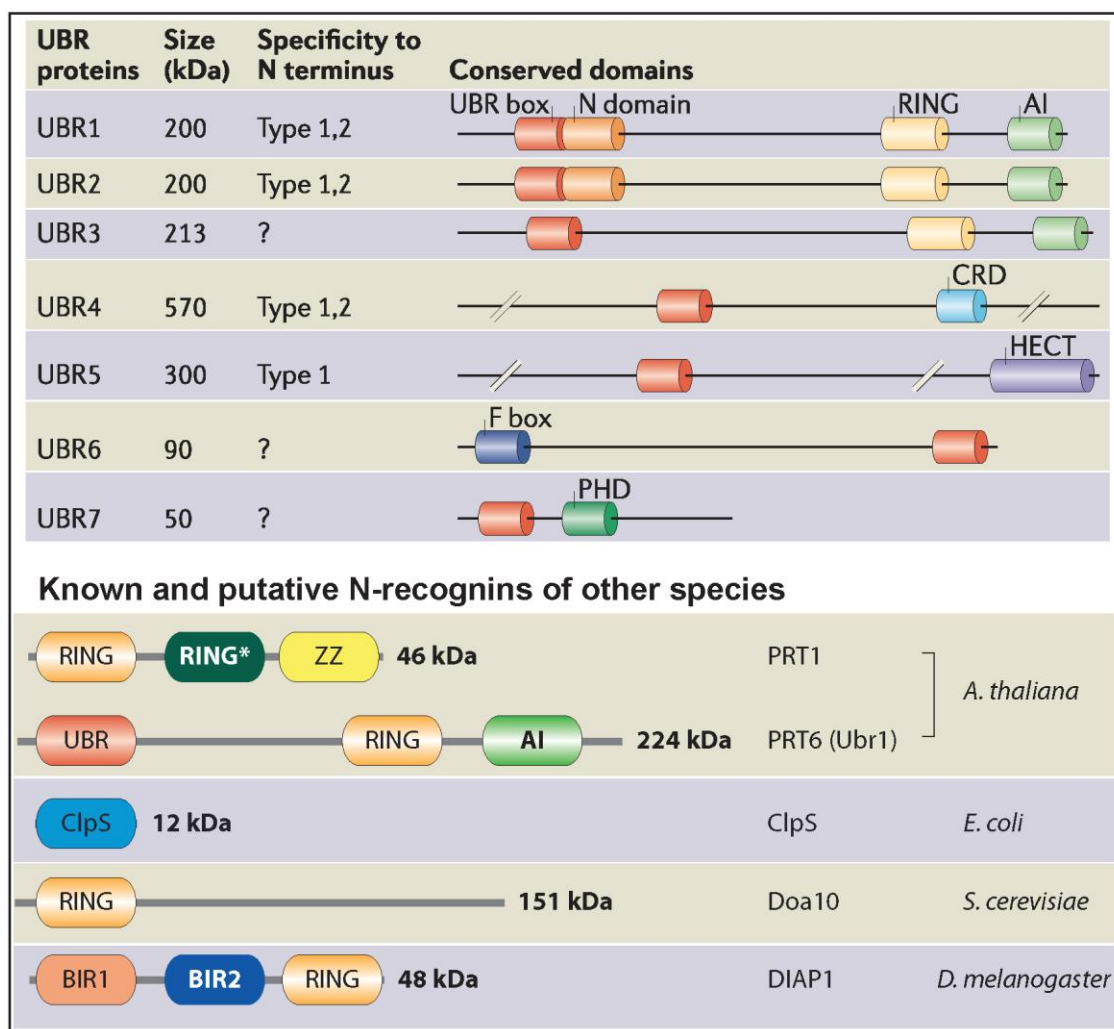 UBR proteins Size (kDa) Specificity to N terminus Conserved domains
UBR box N domain RING AI
UBR1 200 Type 1,2
UBR2 200 Type 1,2
UBR3 213 ?
CRD
UBR4 570 Type 1,2
HECT
UBR5 300 Type 1
F box
UBR6 90 ?
PHD
UBR7 50 ?
Known and putative N-recognins of other species
RING RING* ZZ 46 kDa PRT1
A. thaliana
UBR RING AI 224 kDa PRT6 (Ubr1)
ClpS 12 kDa ClpS E. coli
RING 151 kDa Doa10 S. cerevisiae
BIR1 BIR2 RING 48 kDa DIAP1 D. melanogaster